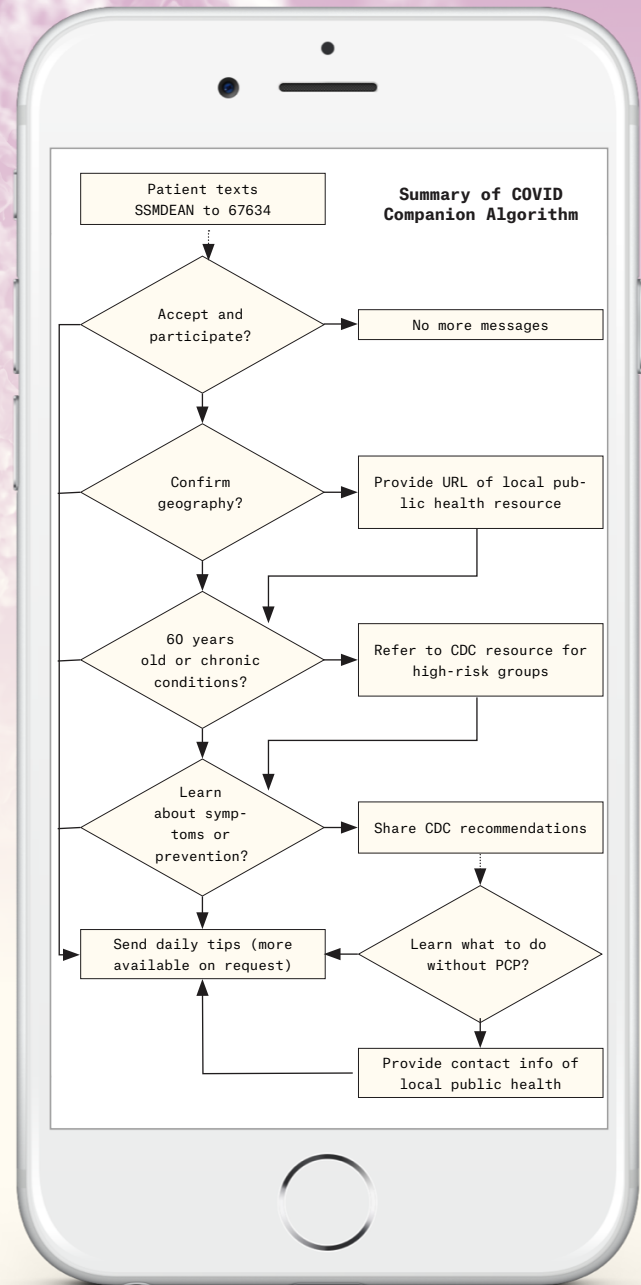 Patient texts
SSMDEAN to 67634
Summary of COVID
Companion Algorithm
Accept and
participate?
No more messages
Confirm
geography?
Provide URL of local pub-
lic health resource
60 years
old or chronic
conditions?
Refer to CDC resource for
high-risk groups
Learn
about symp-
toms or
prevention?
Share CDC recommendations
Send daily tips (more
available on request)
Learn what to do
without PCP?
Provide contact info of
local public health